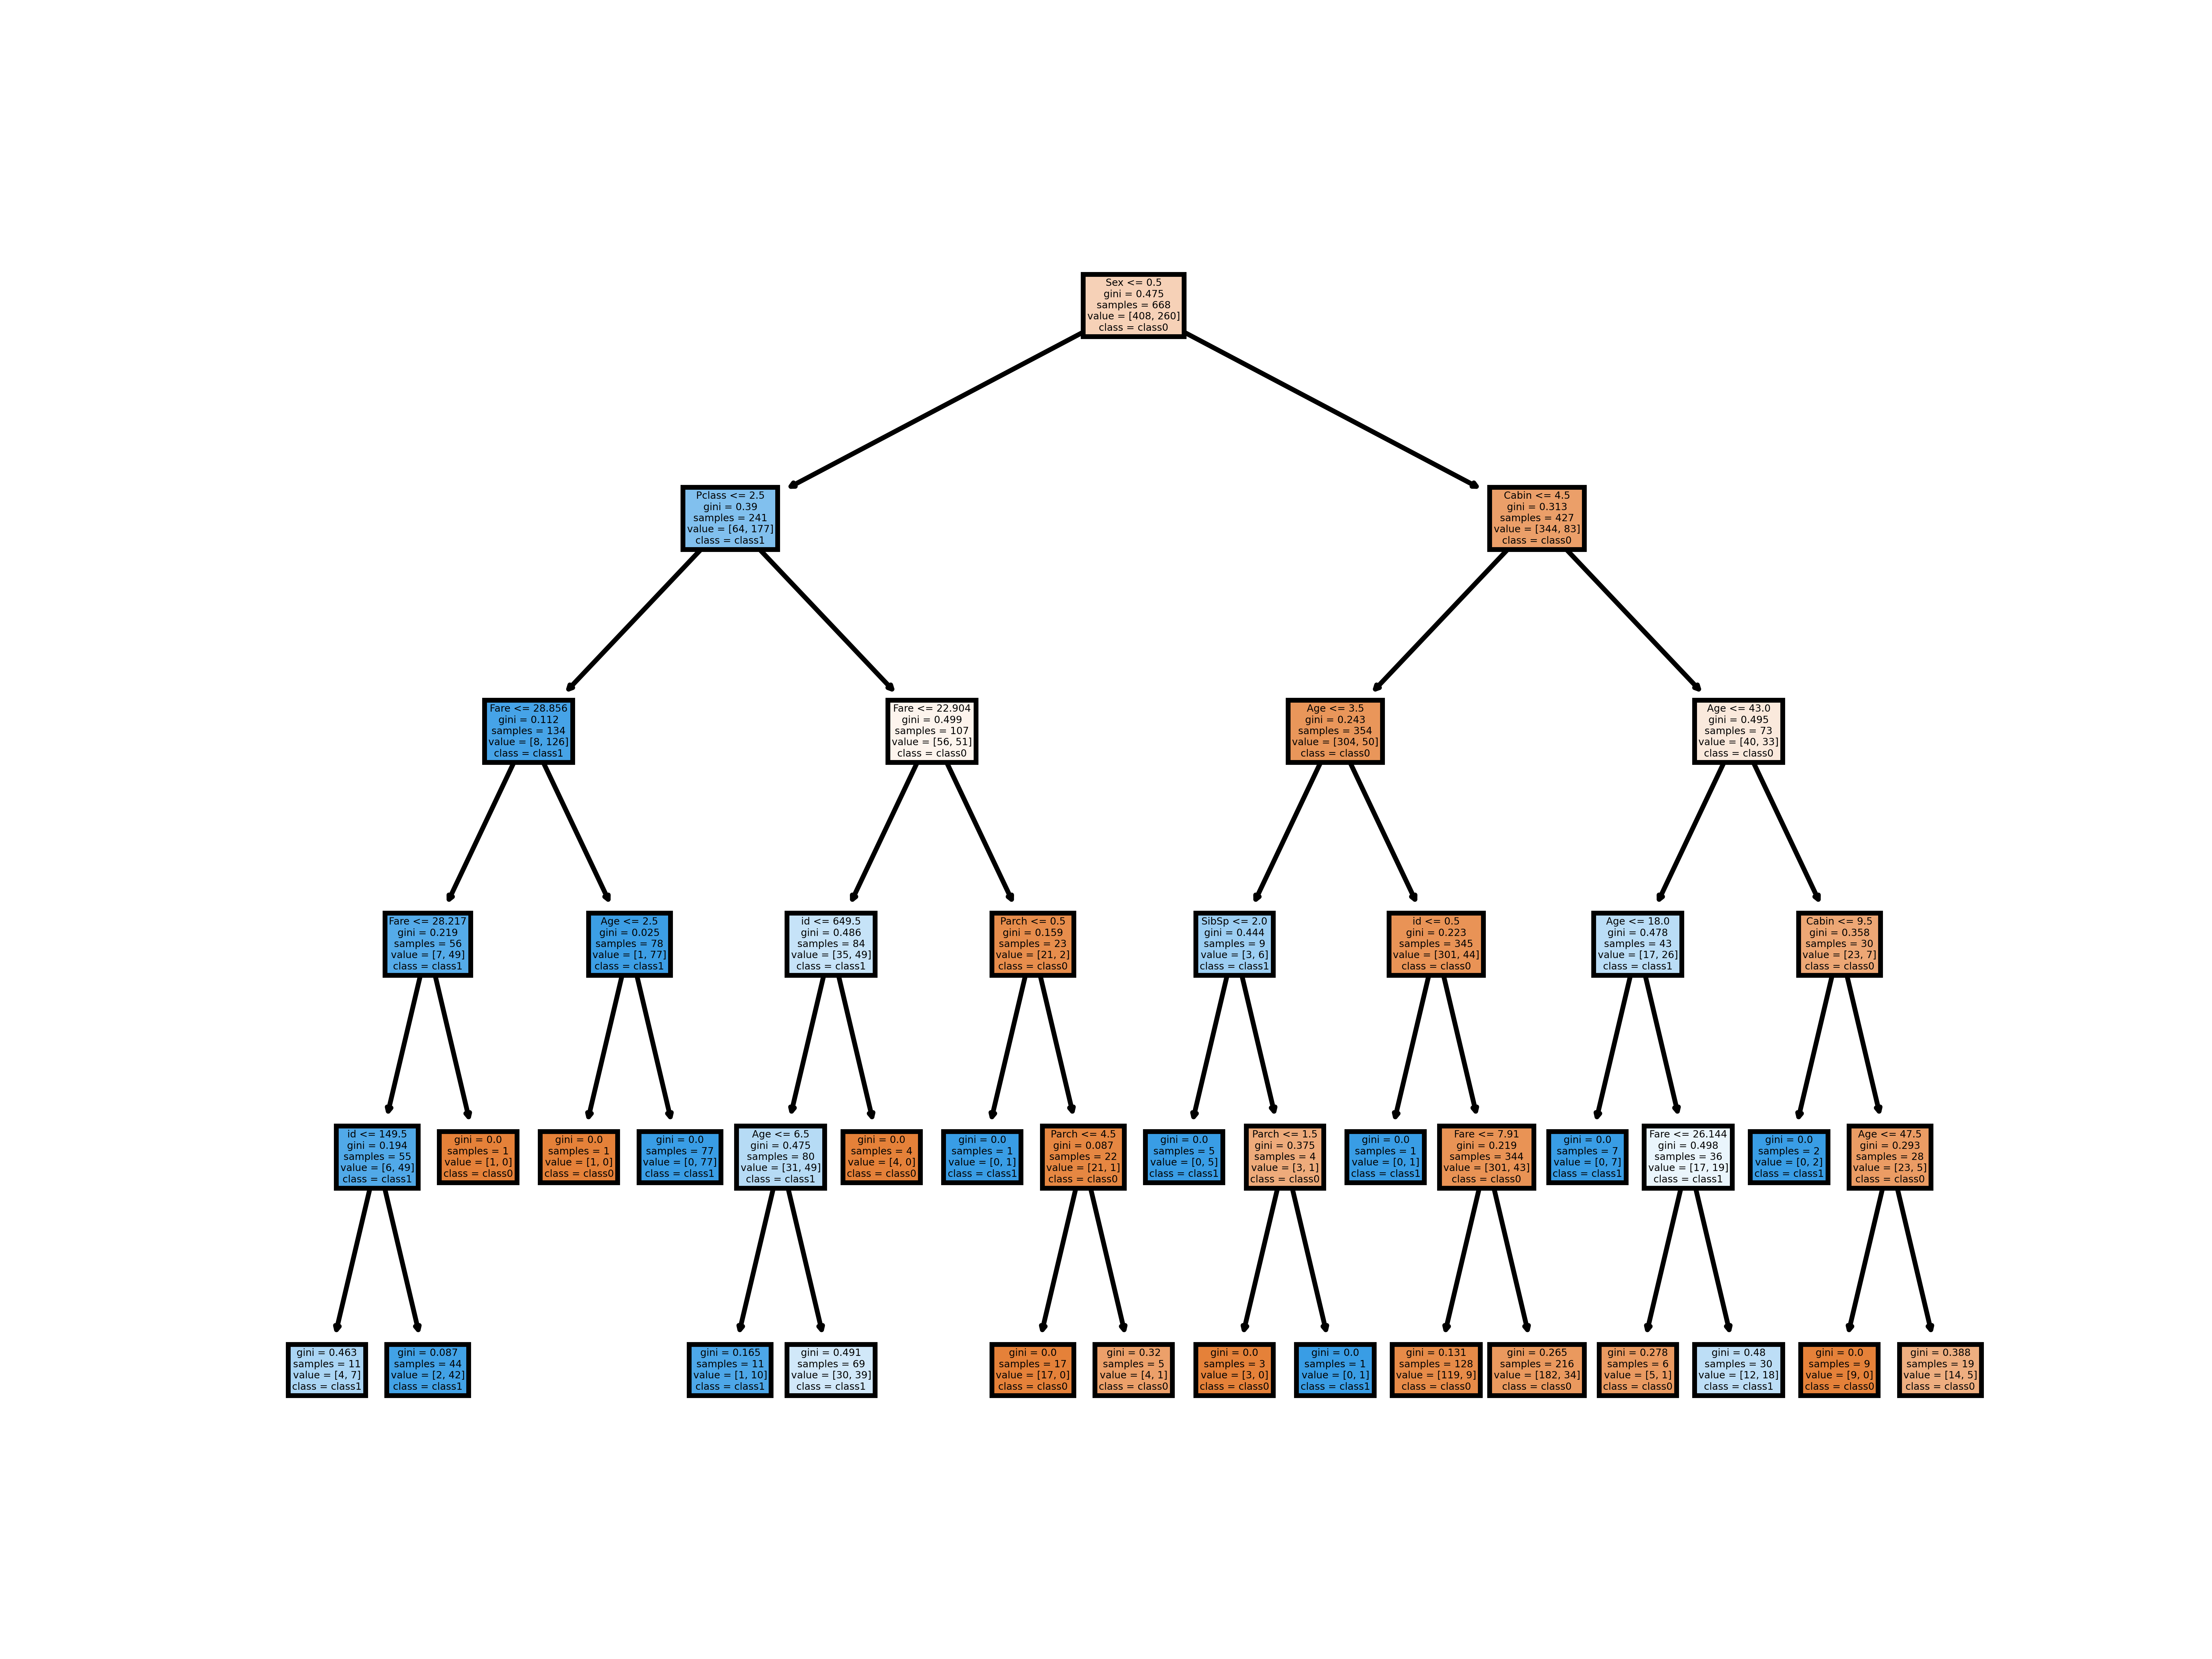 Sex <= 0.5
gini = 0.475
samples = 668
value = [408, 260]
class = class0
Pclass <= 2.5
gini = 0.39
samples = 241
value = [64, 177]
class = class1
Cabin <= 4.5
gini = 0.313
samples = 427
value = [344, 83]
class = class0
Fare <= 28.856
gini = 0.112
samples = 134
value = [8, 126]
class = class1
Fare <= 22.904
gini = 0.499
samples = 107
value = [56, 51]
class = class0
Age <= 3.5
gini = 0.243
samples = 354
value = [304, 50]
class = class0
Age <= 43.0
gini = 0.495
samples = 73
value = [40, 33]
class = class0
Fare <= 28.217
gini = 0.219
samples = 56
value = [7, 49]
class = class1
Age <= 2.5
gini = 0.025
samples = 78
value = [1, 77]
class = class1
id <= 649.5
gini = 0.486
samples = 84
value = [35, 49]
class = class1
Parch <= 0.5
gini = 0.159
samples = 23
value = [21, 2]
class = class0
SibSp <= 2.0
gini = 0.444
samples = 9
value = [3, 6]
class = class1
id <= 0.5
gini = 0.223
samples = 345
value = [301, 44]
class = class0
Age <= 18.0
gini = 0.478
samples = 43
value = [17, 26]
class = class1
Cabin <= 9.5
gini = 0.358
samples = 30
value = [23, 7]
class = class0
id <= 149.5
gini = 0.194
samples = 55
value = [6, 49]
class = class1
gini = 0.0
samples = 1
value = [1, 0]
class = class0
gini = 0.0
samples = 1
value = [1, 0]
class = class0
gini = 0.0
samples = 77
value = [0, 77]
class = class1
Age <= 6.5
gini = 0.475
samples = 80
value = [31, 49]
class = class1
gini = 0.0
samples = 4
value = [4, 0]
class = class0
gini = 0.0
samples = 1
value = [0, 1]
class = class1
Parch <= 4.5
gini = 0.087
samples = 22
value = [21, 1]
class = class0
gini = 0.0
samples = 5
value = [0, 5]
class = class1
Parch <= 1.5
gini = 0.375
samples = 4
value = [3, 1]
class = class0
gini = 0.0
samples = 1
value = [0, 1]
class = class1
Fare <= 7.91
gini = 0.219
samples = 344
value = [301, 43]
class = class0
gini = 0.0
samples = 7
value = [0, 7]
class = class1
Fare <= 26.144
gini = 0.498
samples = 36
value = [17, 19]
class = class1
gini = 0.0
samples = 2
value = [0, 2]
class = class1
Age <= 47.5
gini = 0.293
samples = 28
value = [23, 5]
class = class0
gini = 0.463
samples = 11
value = [4, 7]
class = class1
gini = 0.087
samples = 44
value = [2, 42]
class = class1
gini = 0.165
samples = 11
value = [1, 10]
class = class1
gini = 0.491
samples = 69
value = [30, 39]
class = class1
gini = 0.0
samples = 17
value = [17, 0]
class = class0
gini = 0.32
samples = 5
value = [4, 1]
class = class0
gini = 0.0
samples = 3
value = [3, 0]
class = class0
gini = 0.0
samples = 1
value = [0, 1]
class = class1
gini = 0.131
samples = 128
value = [119, 9]
class = class0
gini = 0.265
samples = 216
value = [182, 34]
class = class0
gini = 0.278
samples = 6
value = [5, 1]
class = class0
gini = 0.48
samples = 30
value = [12, 18]
class = class1
gini = 0.0
samples = 9
value = [9, 0]
class = class0
gini = 0.388
samples = 19
value = [14, 5]
class = class0